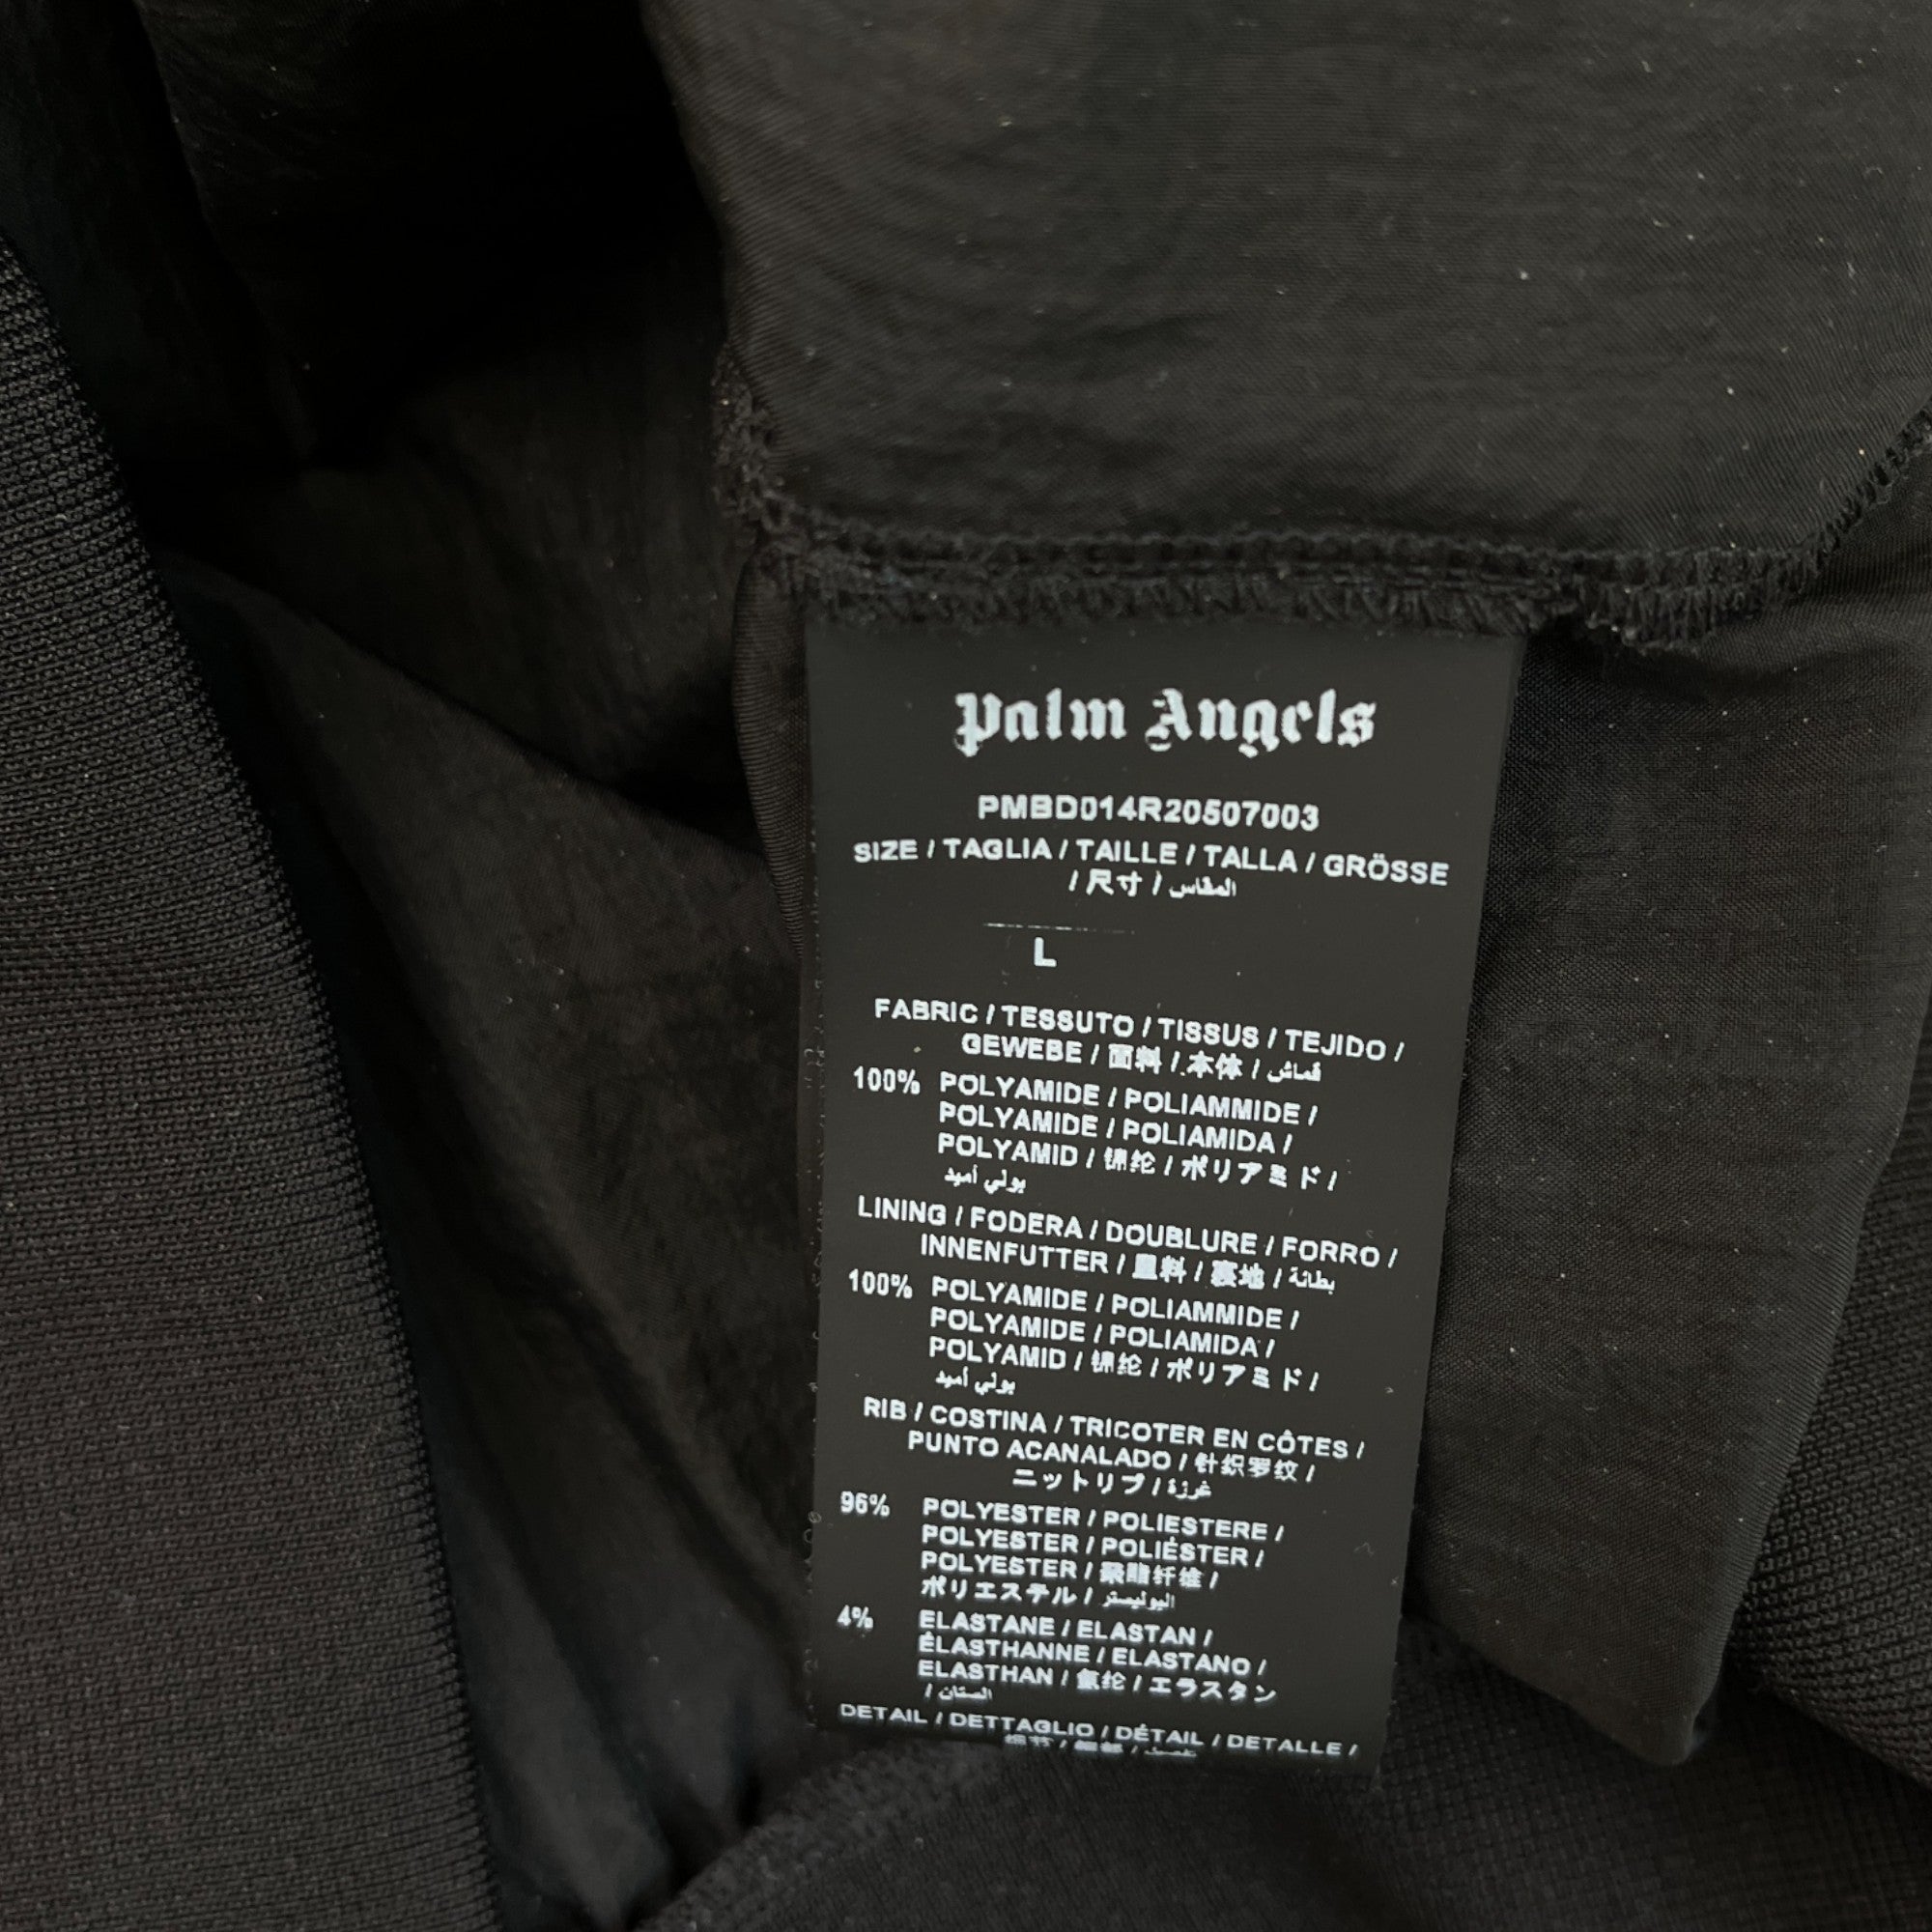 Palm Angels
PMBD014R20507003
SIZE / TAGLIA / TAILLE / TALLA / GRÖSSE
/ 尺寸 / المقاس
L
FABRIC / TESSUTO / TISSUS / TEJIDO /
GEWEBE / 面料 / 本体 / قماش
100% POLYAMIDE / POLIAMMIDE /
POLYAMIDE / POLIAMIDA /
POLYAMID / 锦纶 / ポリアミド /
بولي أميد
LINING / FODERA / DOUBLURE / FORRO /
INNENFUTTER / 里料 / 裏地 / بطانة
100% POLYAMIDE / POLIAMMIDE /
POLYAMIDE / POLIAMIDA /
POLYAMID / 锦纶 / ポリアミド /
بولي أميد
RIB / COSTINA / TRICOTER EN CÔTES /
PUNTO ACANALADO / 针织罗纹 /
ニットリブ / غرزة
96% POLYESTER / POLIESTERE /
POLYESTER / POLIÉSTER /
POLYESTER / 聚酯纤维 /
ポリエステル / البوليستر
4% ELASTANE / ELASTAN /
ÉLASTHANNE / ELASTANO /
ELASTHAN / 氨纶 / エラスタン
/ الستان
DETAIL / DETTAGLIO / DÉTAIL / DETALLE /
细节 / 細部 /